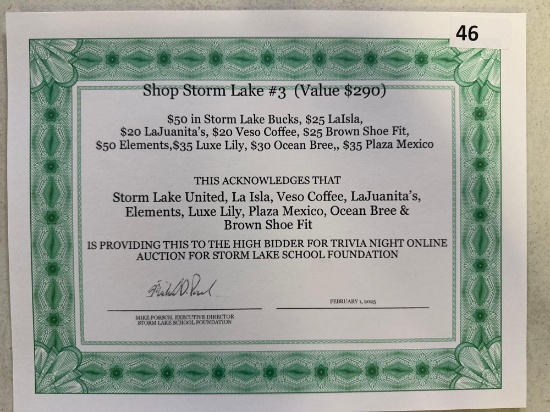 46
Shop Storm Lake #3 (Value $290)
$50 in Storm Lake Bucks, $25 LaIsla,
$20 LaJuanita's, $20 Veso Coffee, $25 Brown Shoe Fit,
$50 Elements,$35 Luxe Lily, $30 Ocean Bree,, $35 Plaza Mexico
THIS ACKNOWLEDGES THAT
Storm Lake United, La Isla, Veso Coffee, LaJuanita's,
Elements, Luxe Lily, Plaza Mexico, Ocean Bree &
Brown Shoe Fit
IS PROVIDING THIS TO THE HIGH BIDDER FOR TRIVIA NIGHT ONLINE
AUCTION FOR STORM LAKE SCHOOL FOUNDATION
FEBRUARY 1, 2025
MIKE PORSCH, EXECUTIVE DIRECTOR
STORM LAKE SCHOOL FOUNDATION